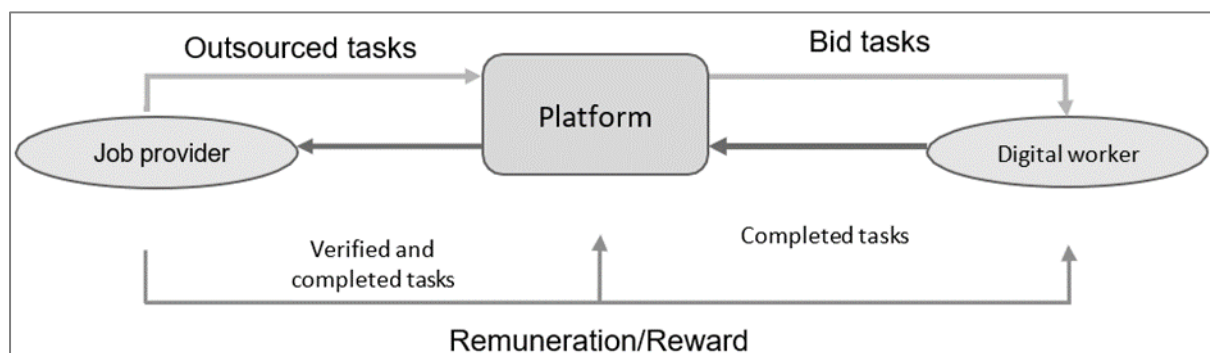 Outsourced tasks
Bid tasks
Platform
Job provider
Digital worker
Verified and
completed tasks
Completed tasks
Remuneration/Reward